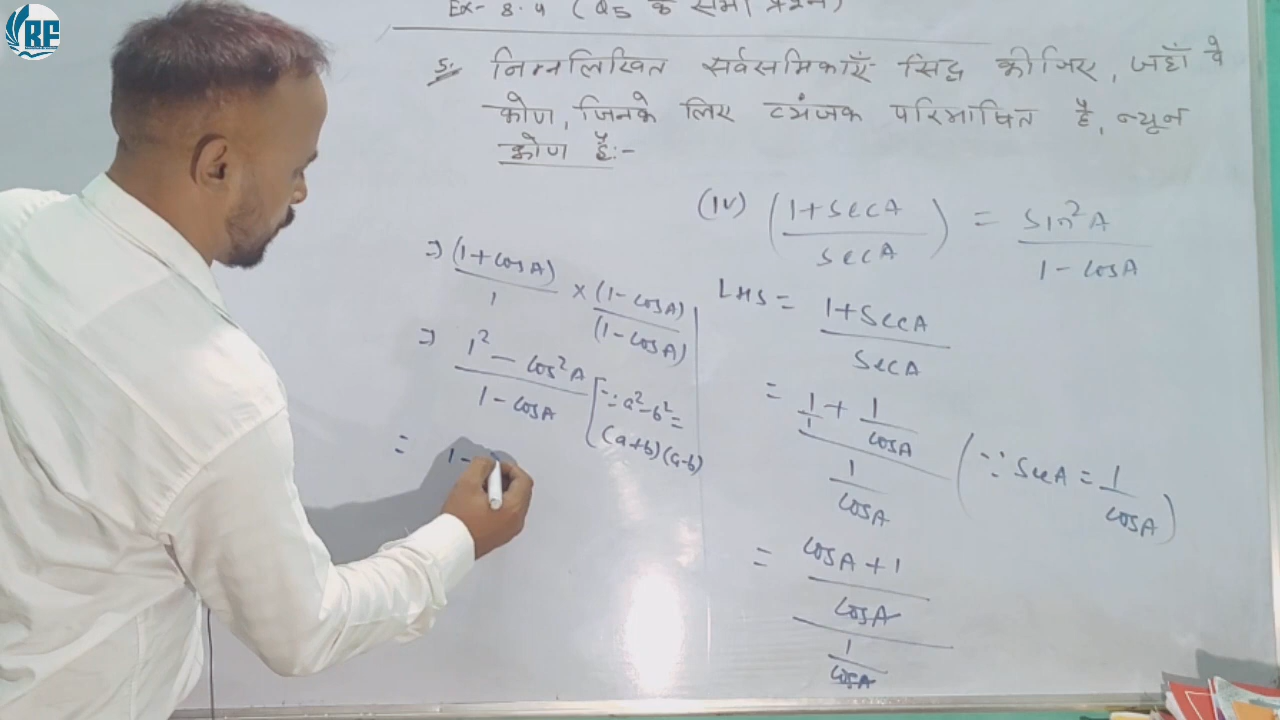 RF
Ex- 8.4 ( Q5 के सभी प्रश्न)
5. निम्नलिखित सर्वसमिकाएँ सिद्ध कीजिए, जहाँ वे
कोण, जिनके लिए व्यंजक परिभाषित है, न्यून
कोण है:-
(iv) (1+secA / secA) = sin²A / 1-cosA
LHS = 1+secA / secA
= 1/1 + 1/cosA / 1/cosA (∵ secA = 1/cosA)
= cosA+1 / cosA / 1/cosA
⇒ (1+cosA) / 1 × (1-cosA) / (1-cosA)
⇒ 1² - cos²A / 1-cosA [∵ a²-b² =
(a+b)(a-b)
= 1-